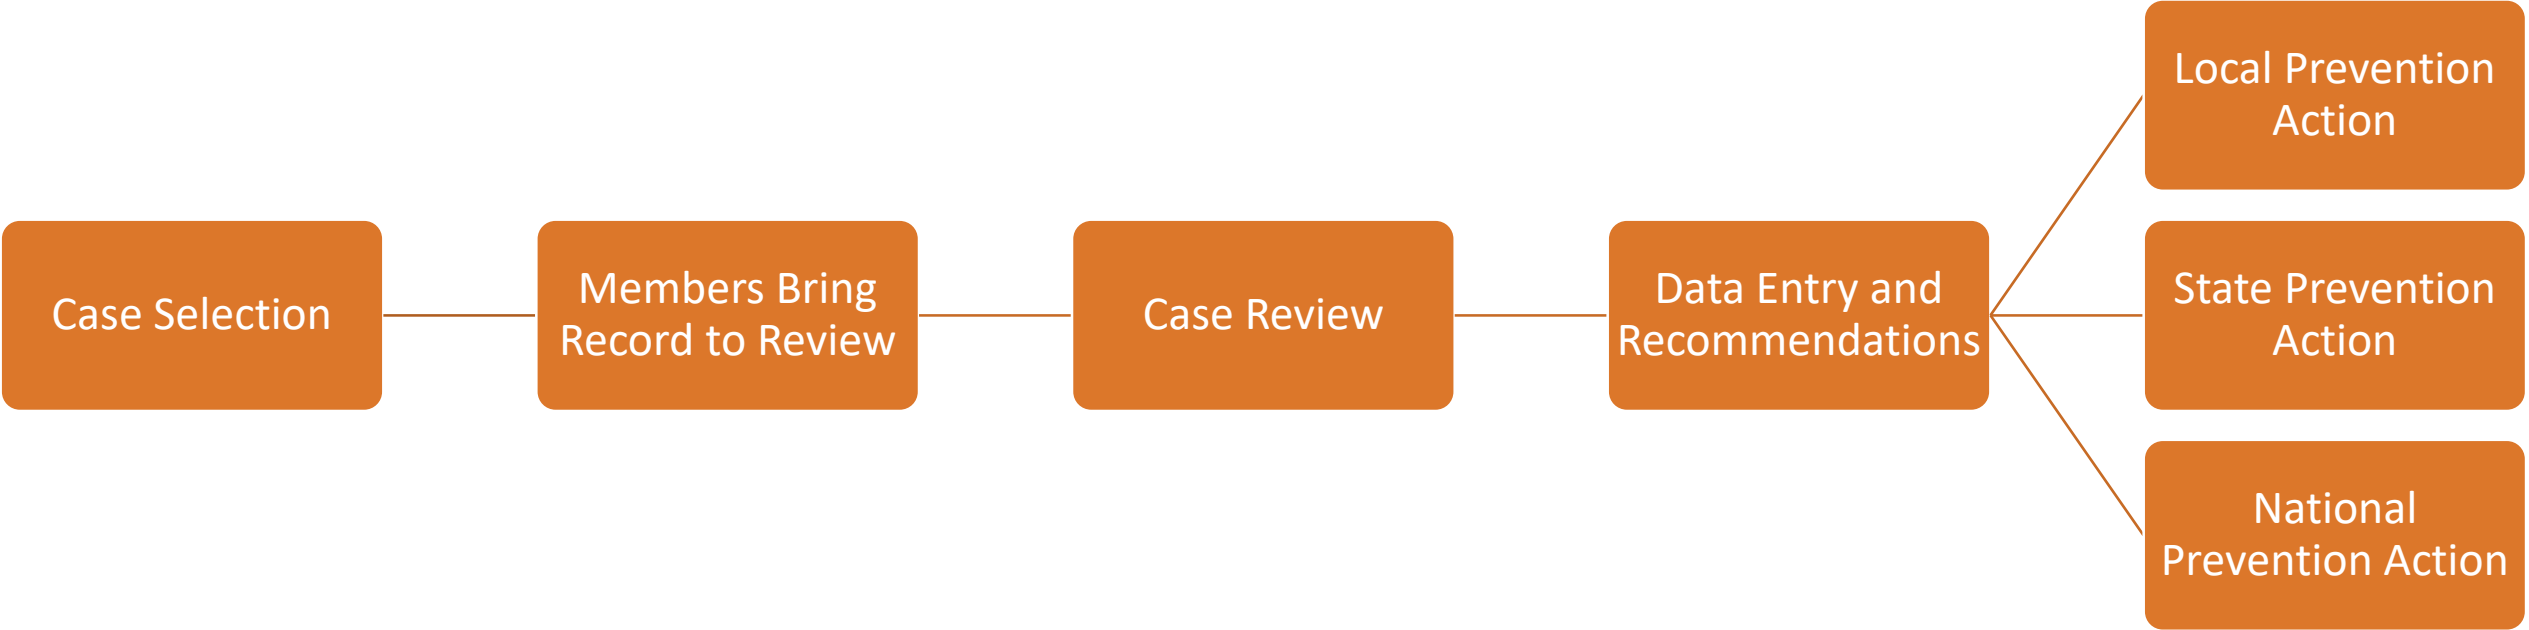 Case Selection
Members Bring
Record to Review
Case Review
Data Entry and
Recommendations
Local Prevention
Action
State Prevention
Action
National
Prevention Action